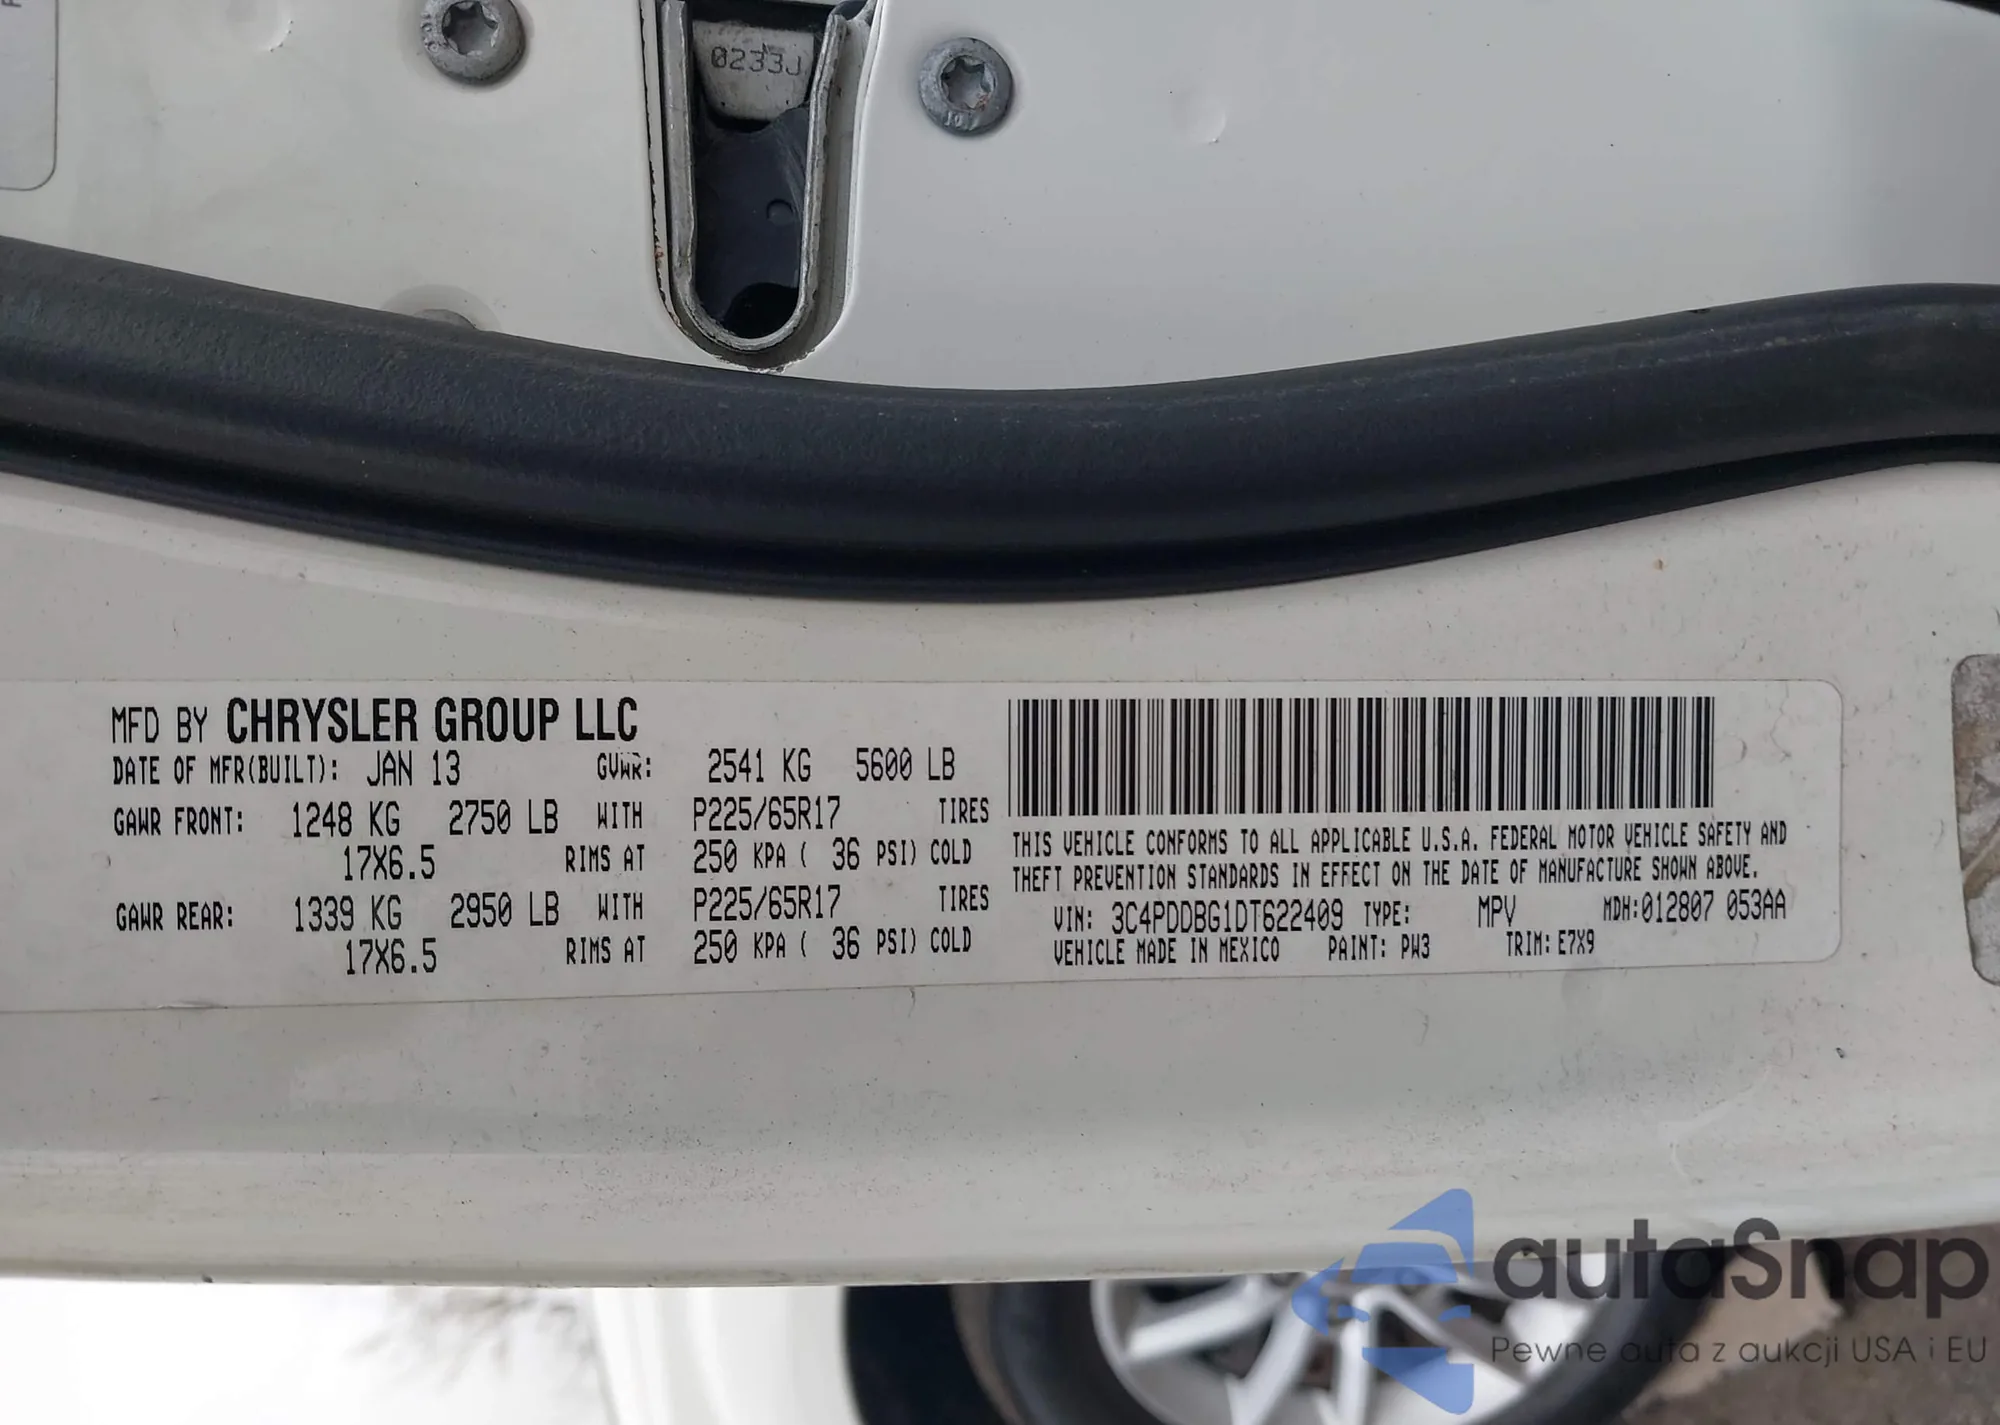 0233J
10.9
MFD BY CHRYSLER GROUP LLC
DATE OF MFR(BUILT): JAN 13 GVWR: 2541 KG 5600 LB
GAWR FRONT: 1248 KG 2750 LB WITH P225/65R17 TIRES
17X6.5 RIMS AT 250 KPA ( 36 PSI) COLD
GAWR REAR: 1339 KG 2950 LB WITH P225/65R17 TIRES
17X6.5 RIMS AT 250 KPA ( 36 PSI) COLD
THIS VEHICLE CONFORMS TO ALL APPLICABLE U.S.A. FEDERAL MOTOR VEHICLE SAFETY AND
THEFT PREVENTION STANDARDS IN EFFECT ON THE DATE OF MANUFACTURE SHOWN ABOVE.
VIN: 3C4PDDBG1DT622409 TYPE: MPV MDH:012807 053AA
VEHICLE MADE IN MEXICO PAINT: PW3 TRIM: E7X9
autaSnap
Pewne auta z aukcji USA i EU